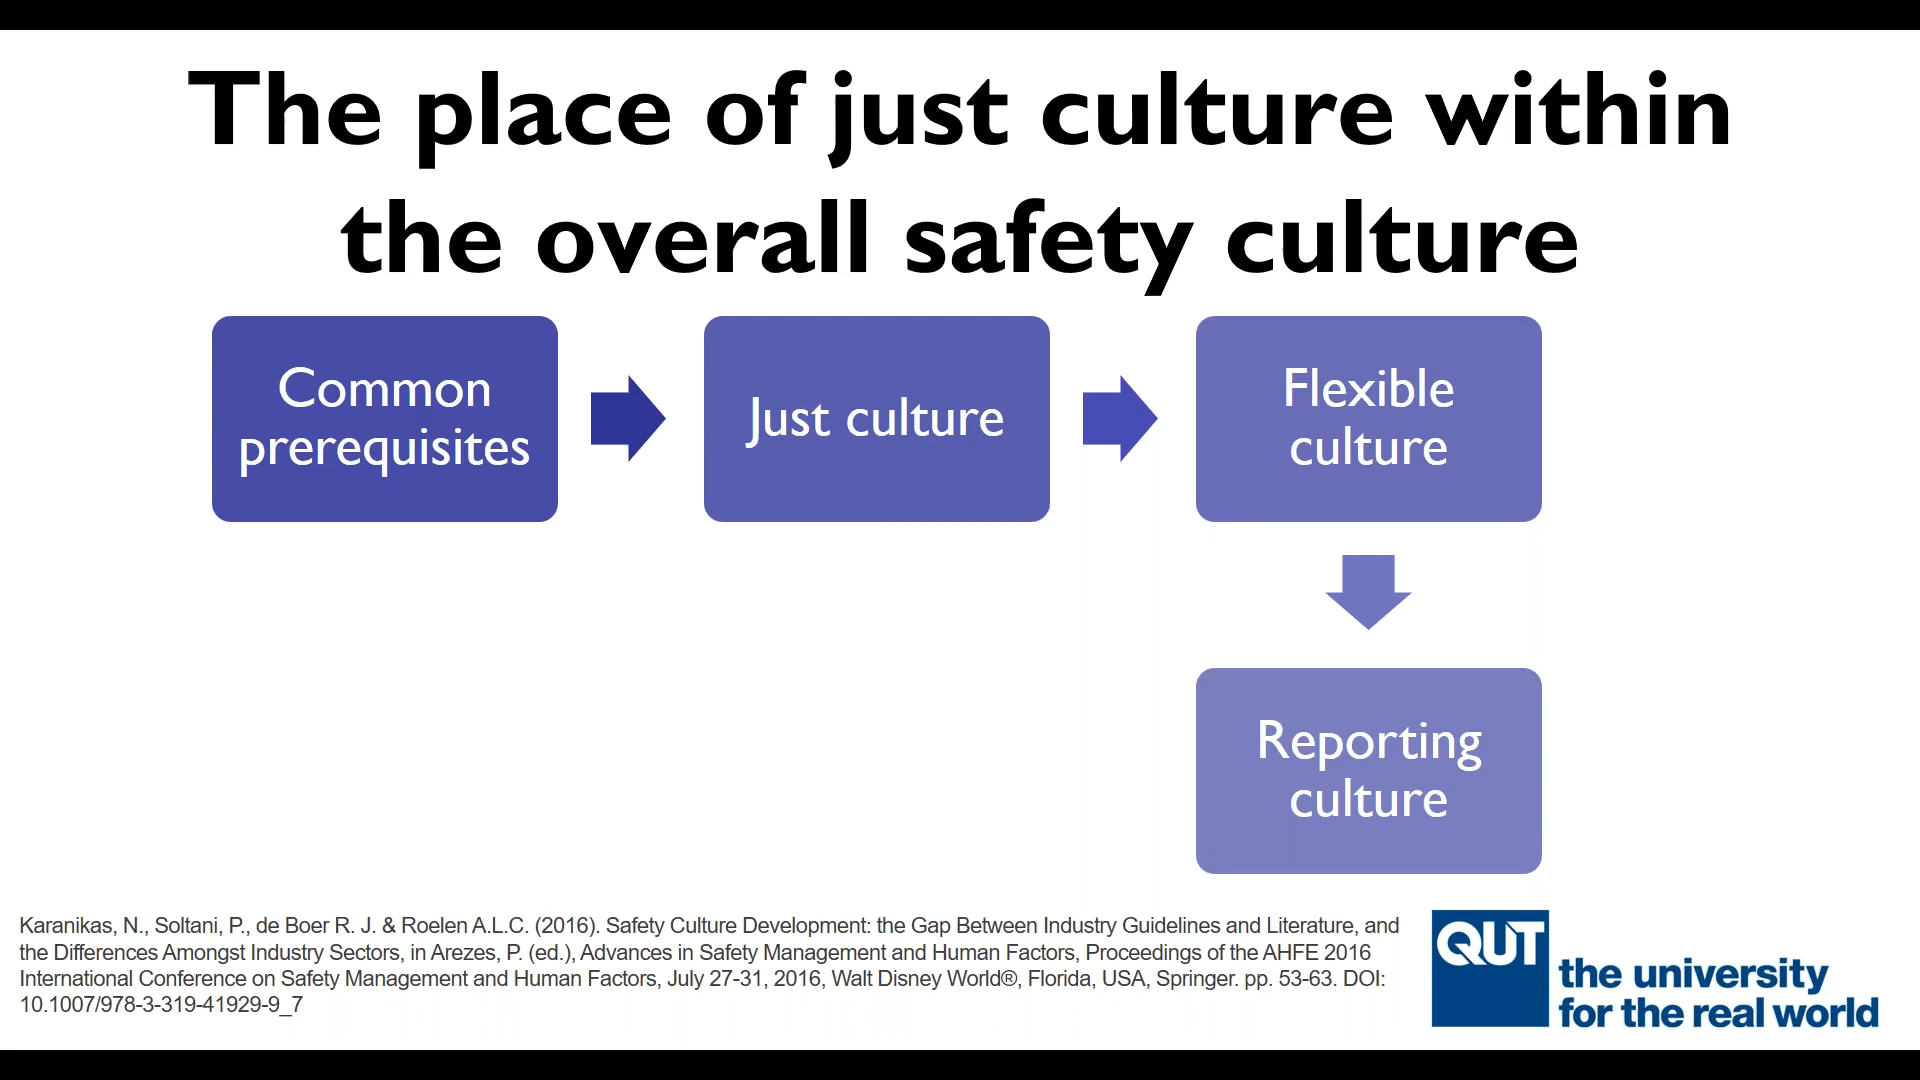 The place of just culture within
the overall safety culture
Common
prerequisites
Just culture
Flexible
culture
Reporting
culture
Karanikas, N., Soltani, P., de Boer R. J. & Roelen A.L.C. (2016). Safety Culture Development: the Gap Between Industry Guidelines and Literature, and
the Differences Amongst Industry Sectors, in Arezes, P. (ed.), Advances in Safety Management and Human Factors, Proceedings of the AHFE 2016
International Conference on Safety Management and Human Factors, July 27-31, 2016, Walt Disney World®, Florida, USA, Springer. pp. 53-63. DOI:
10.1007/978-3-319-41929-9_7
QUT
the university
for the real world